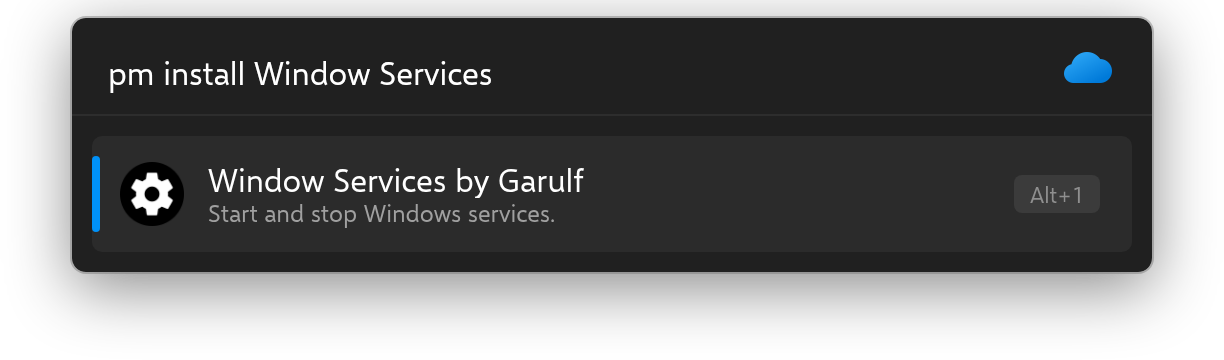 pm install Window Services
Window Services by Garulf
Alt+1
Start and stop Windows services.